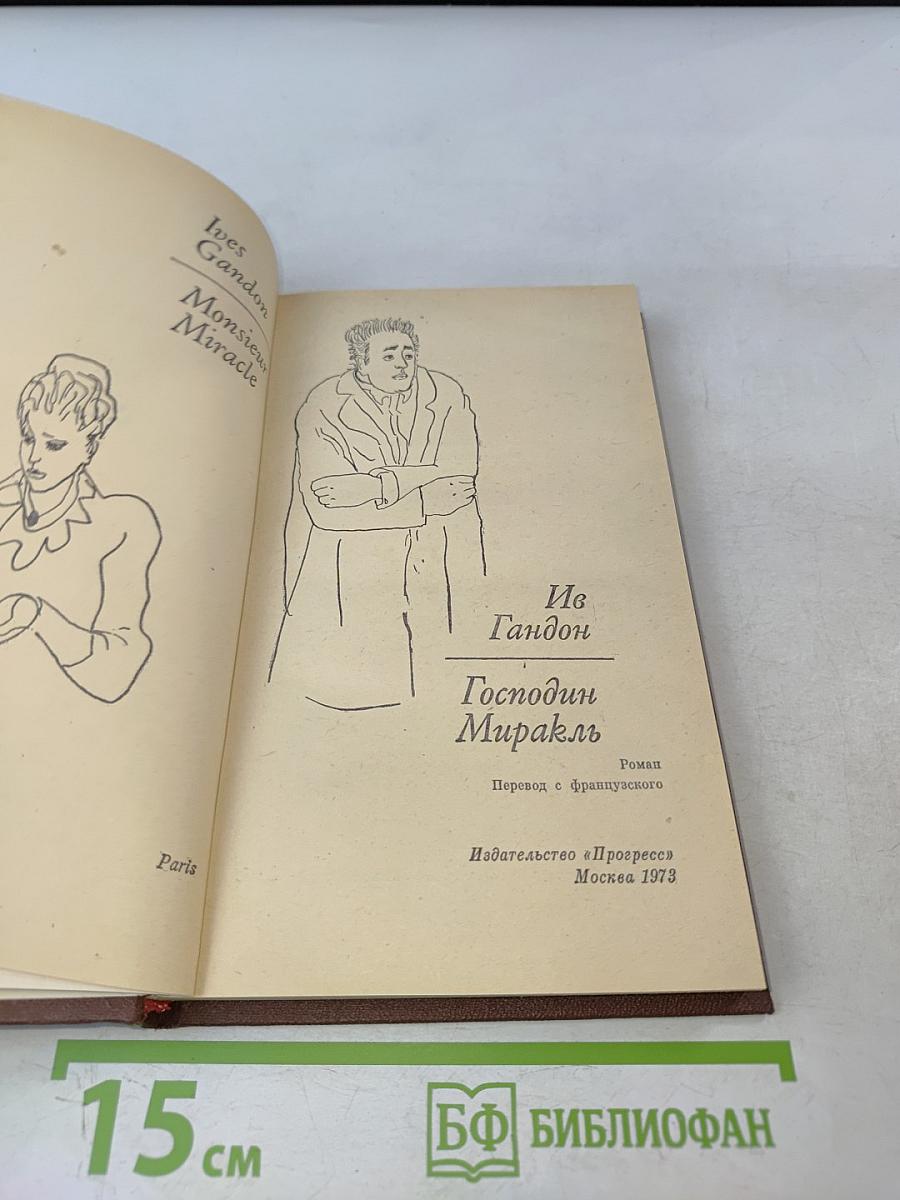 Ives
Gandon
Monsieur
Miracle
Paris
Ив
Гандон
Господин
Миракль
Роман
Перевод с французского
Издательство «Прогресс»
Москва 1973
15 см
БФ БИБЛИОФАН